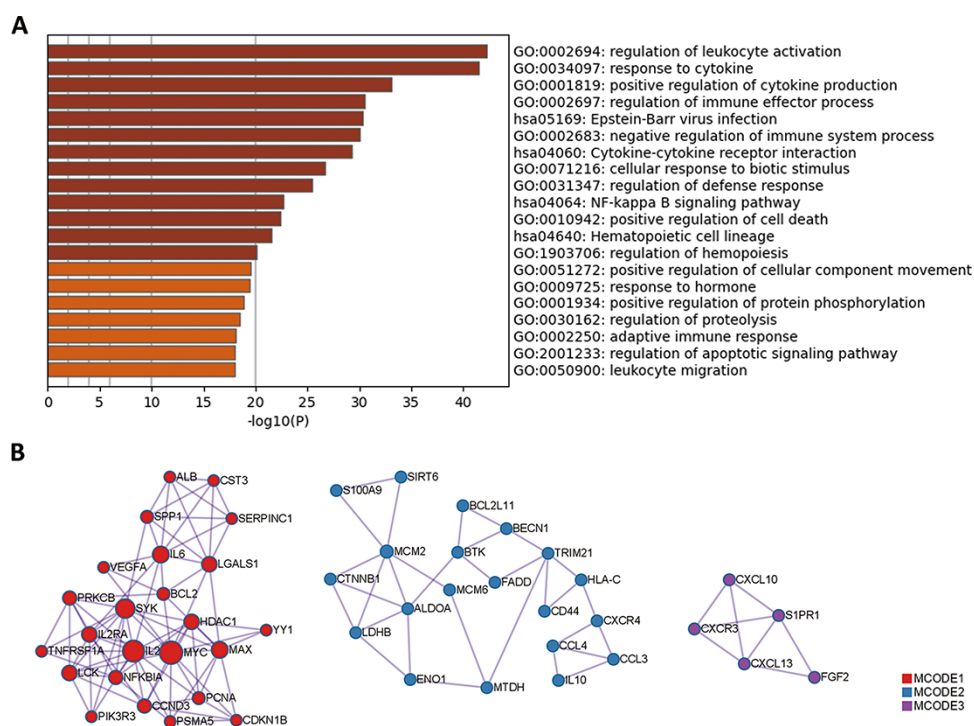 A
GO:0002694: regulation of leukocyte activation
GO:0034097: response to cytokine
GO:0001819: positive regulation of cytokine production
GO:0002697: regulation of immune effector process
hsa05169: Epstein-Barr virus infection
GO:0002683: negative regulation of immune system process
hsa04060: Cytokine-cytokine receptor interaction
GO:0071216: cellular response to biotic stimulus
GO:0031347: regulation of defense response
hsa04064: NF-kappa B signaling pathway
GO:0010942: positive regulation of cell death
hsa04640: Hematopoietic cell lineage
GO:1903706: regulation of hemopoiesis
GO:0051272: positive regulation of cellular component movement
GO:0009725: response to hormone
GO:0001934: positive regulation of protein phosphorylation
GO:0030162: regulation of proteolysis
GO:0002250: adaptive immune response
GO:2001233: regulation of apoptotic signaling pathway
GO:0050900: leukocyte migration
0 5 10 15 20 25 30 35 40
-log10(P)
B
ALB
CST3
SPP1
SERPINC1
IL6
LGALS1
VEGFA
BCL2
PRKCB
SYK
HDAC1
YY1
IL2RA
TNFRSF1A
IL2
MYC
MAX
LCK
NFKBIA
PCNA
CCND3
PIK3R3
PSMA5
CDKN1B
SIRT6
S100A9
BCL2L11
BECN1
MCM2
BTK
TRIM21
CTNNB1
MCM6
FADD
HLA-C
ALDOA
CD44
CXCR4
LDHB
CCL4
CCL3
ENO1
MTDH
IL10
CXCL10
S1PR1
CXCR3
CXCL13
FGF2
MCODE1
MCODE2
MCODE3